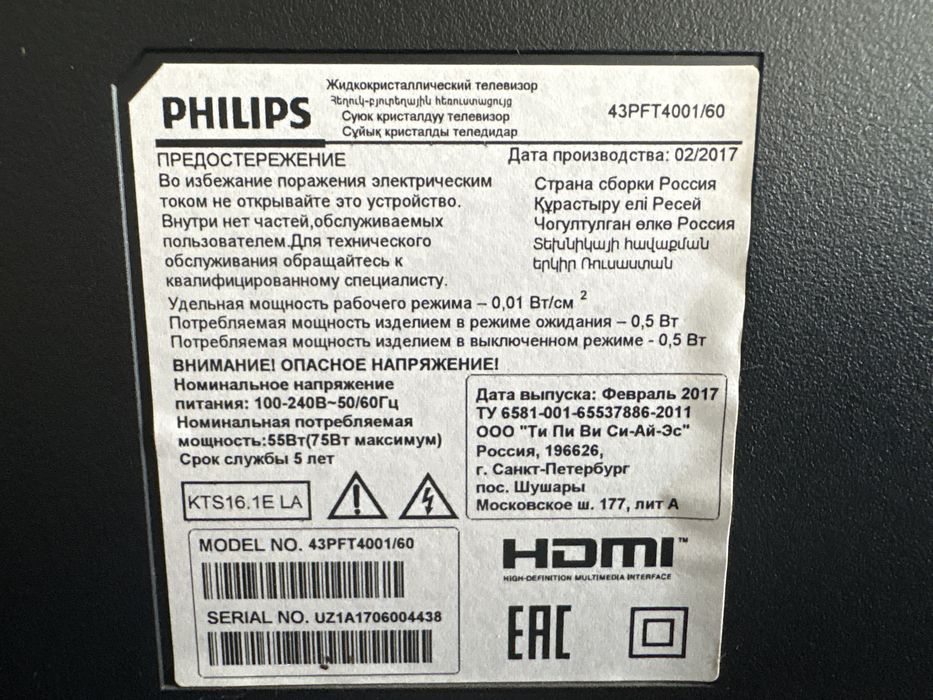 PHILIPS
Жидкокристаллический телевизор
Հեղուկ-բյուրեղային հեռուստացույց
Суюк кристалдуу телевизор
Сұйық кристалды теледидар
43PFT4001/60
ПРЕДОСТЕРЕЖЕНИЕ
Во избежание поражения электрическим
током не открывайте это устройство.
Внутри нет частей,обслуживаемых
пользователем.Для технического
обслуживания обращайтесь к
квалифицированному специалисту.
Дата производства: 02/2017
Страна сборки Россия
Құрастыру елі Ресей
Чогултулган өлкө Россия
Տեխնիկայի հավաքման
երկիր Ռուսաստան
Удельная мощность рабочего режима – 0,01 Вт/см 2
Потребляемая мощность изделием в режиме ожидания – 0,5 Вт
Потребляемая мощность изделием в выключенном режиме - 0,5 Вт
ВНИМАНИЕ! ОПАСНОЕ НАПРЯЖЕНИЕ!
Номинальное напряжение
питания: 100-240В~50/60Гц
Номинальная потребляемая
мощность:55Вт(75Вт максимум)
Срок службы 5 лет
Дата выпуска: Февраль 2017
ТУ 6581-001-65537886-2011
ООО "Ти Пи Ви Си-Ай-Эс"
Россия, 196626,
г. Санкт-Петербург
пос. Шушары
Московское ш. 177, лит А
KTS16.1E LA
MODEL NO. 43PFT4001/60
SERIAL NO. UZ1A1706004438
HDMI™
HIGH-DEFINITION MULTIMEDIA INTERFACE
EAC